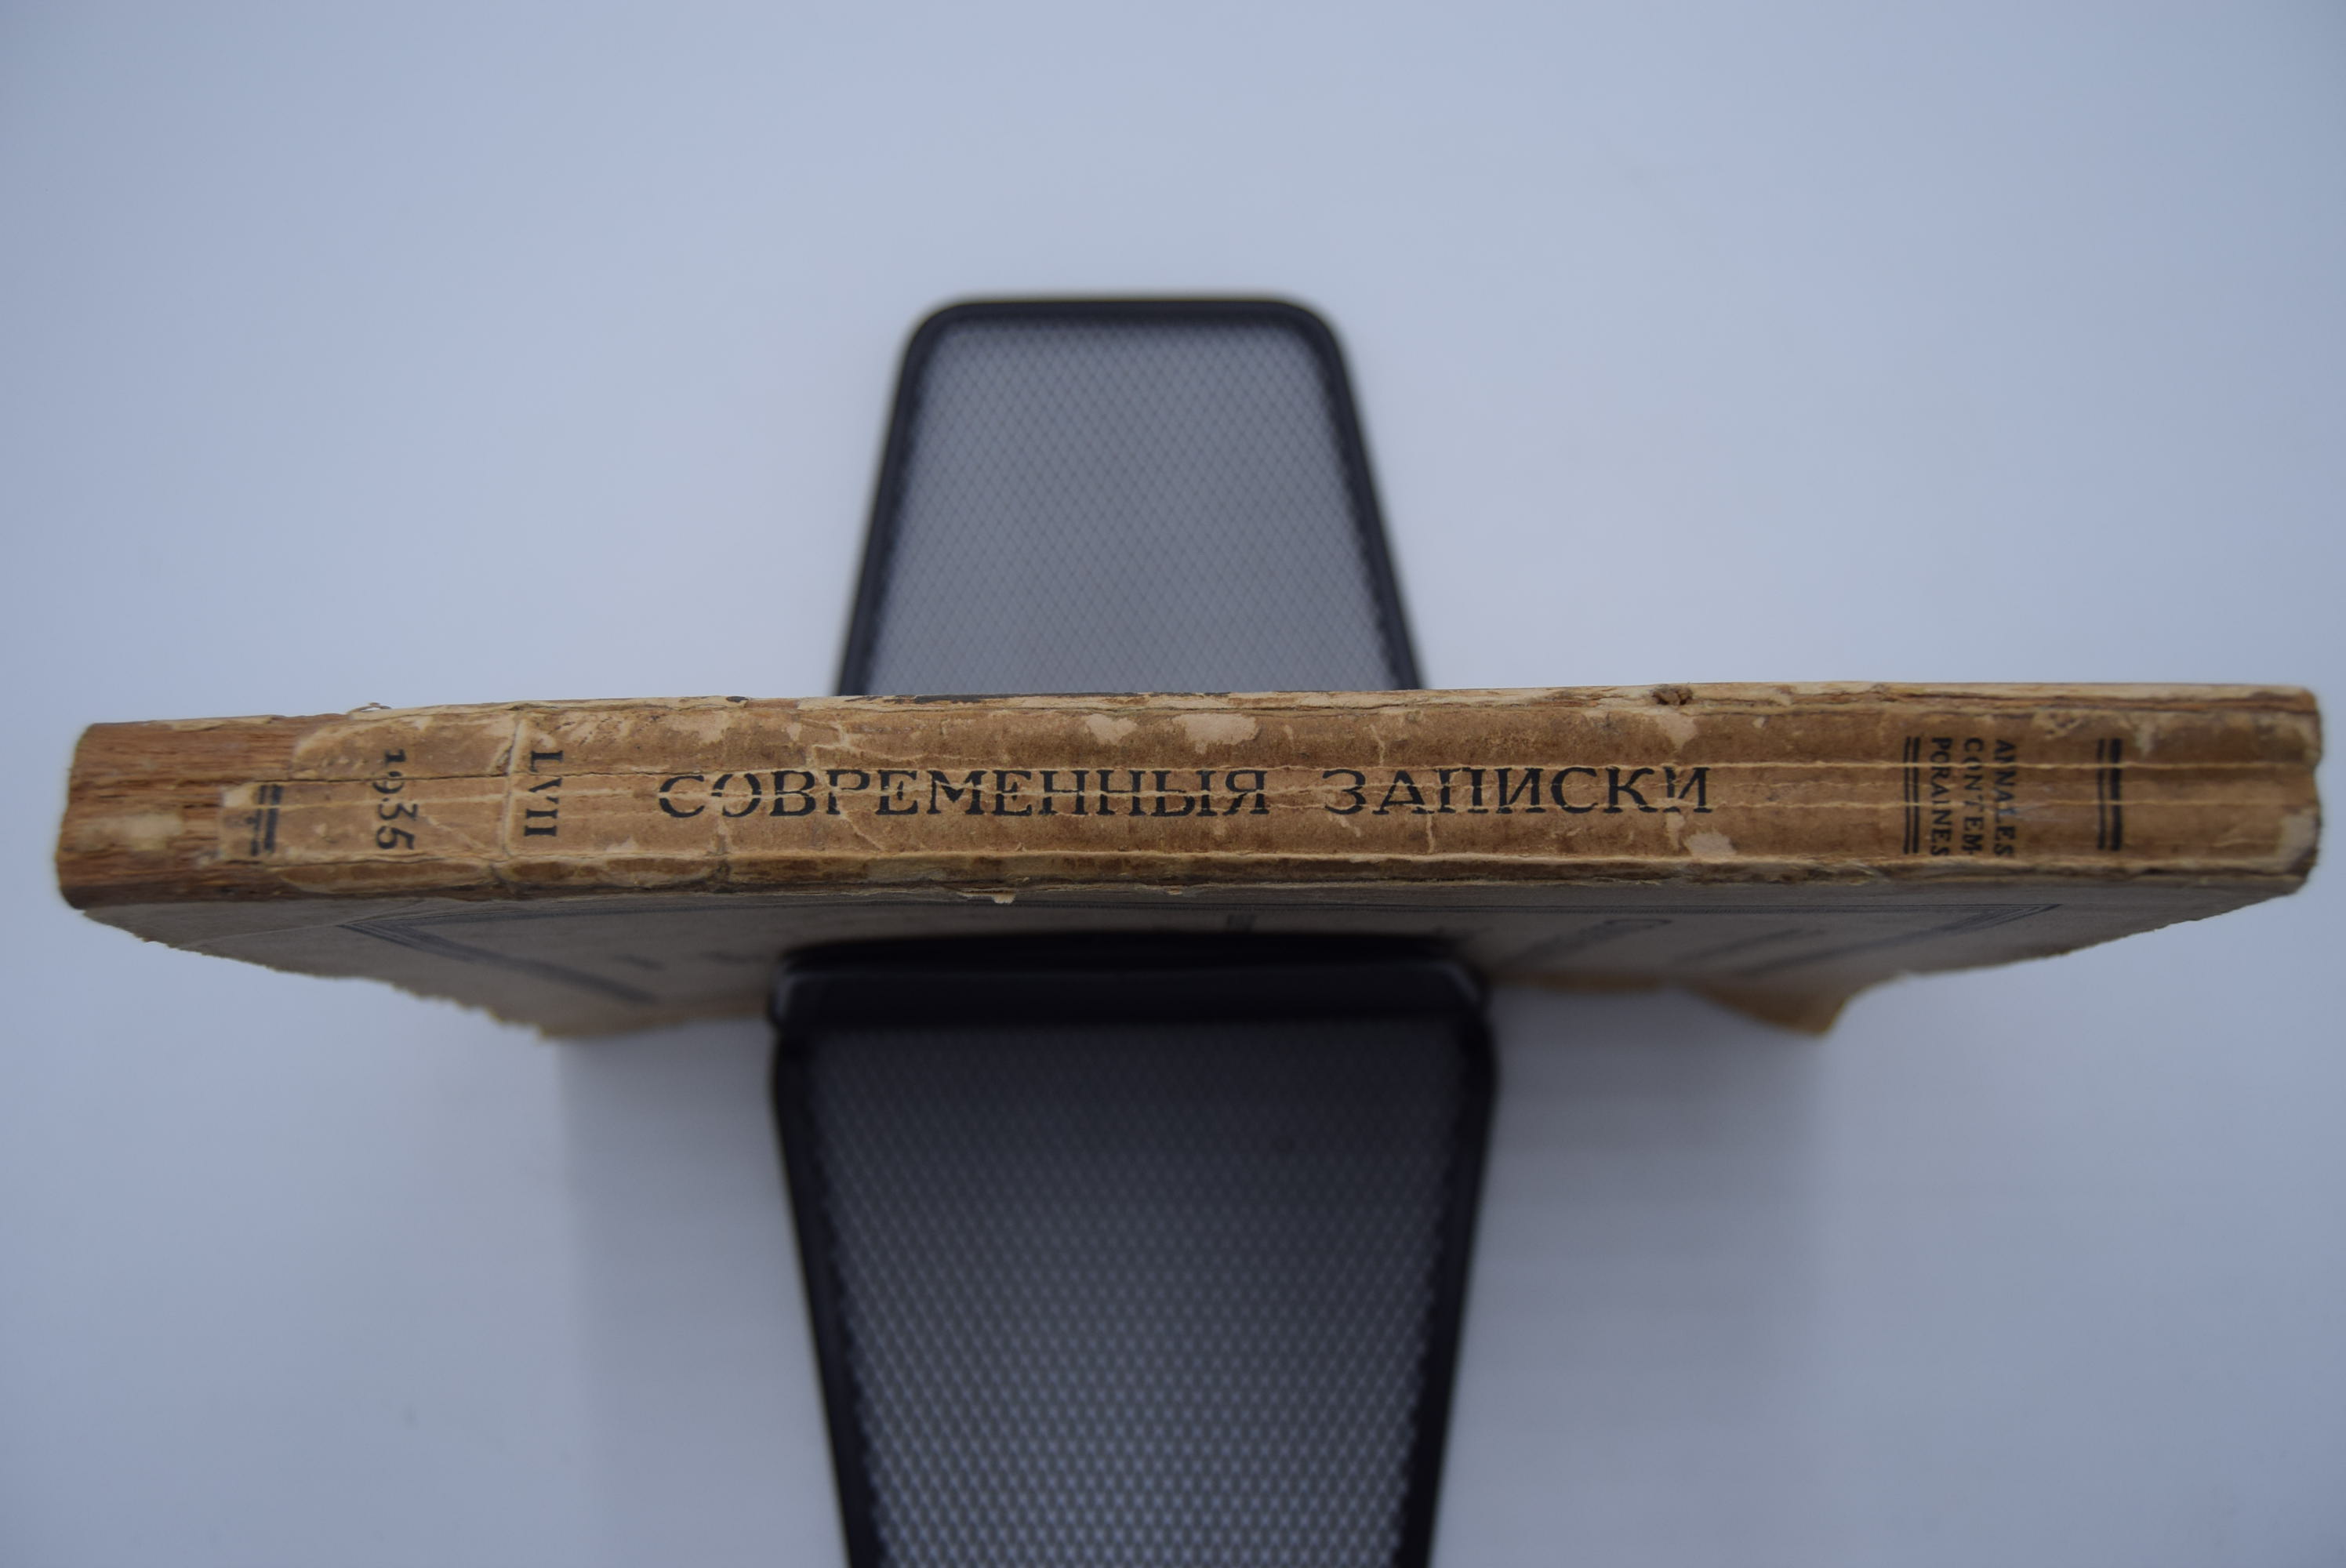 ANNALES
CONTEM-
PORAINES
СОВРЕМЕННЫЯ ЗАПИСКИ
LVII
1935